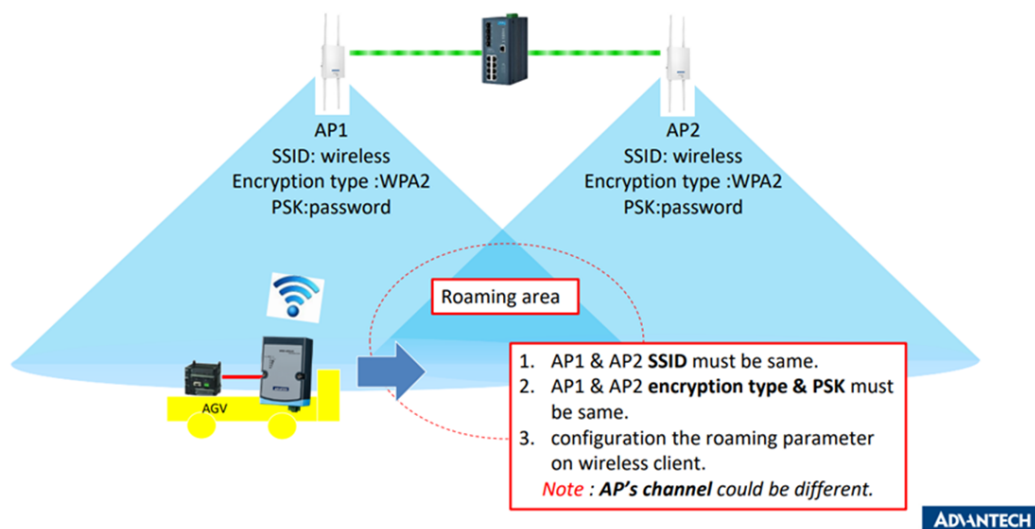 AP1
SSID: wireless
Encryption type :WPA2
PSK:password
AP2
SSID: wireless
Encryption type :WPA2
PSK:password
Roaming area
AGV
1. AP1 & AP2 SSID must be same.
2. AP1 & AP2 encryption type & PSK must
be same.
3. configuration the roaming parameter
on wireless client.
Note : AP's channel could be different.
ADVANTECH